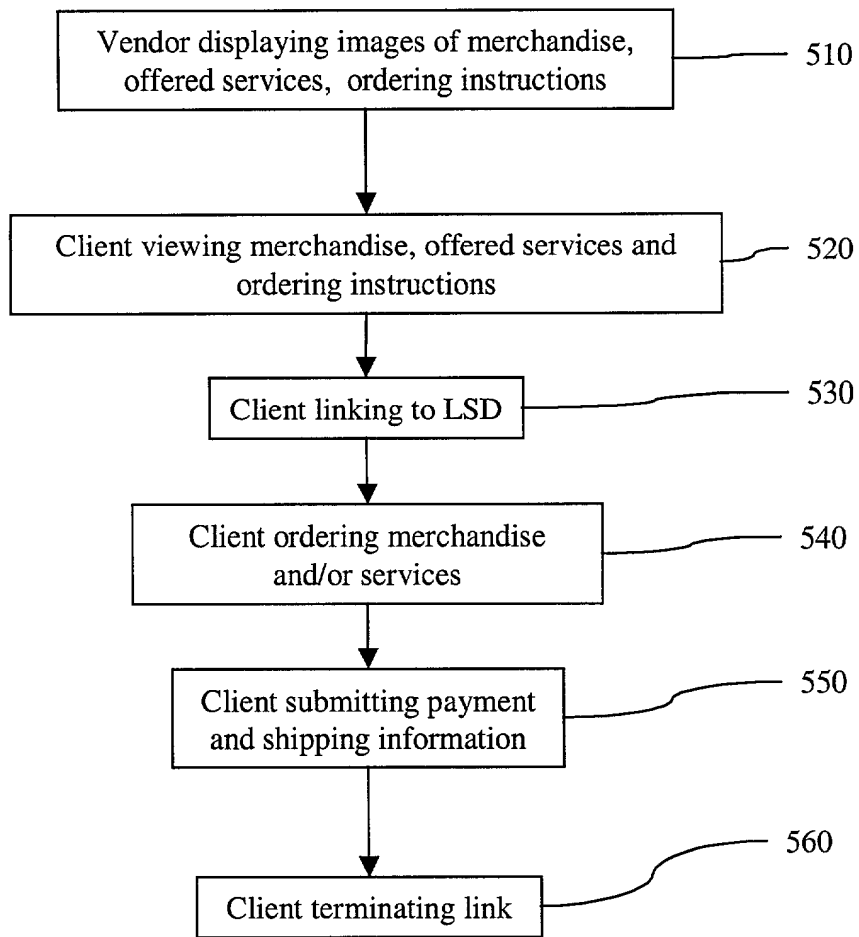 Vendor displaying images of merchandise,
offered services, ordering instructions
510
Client viewing merchandise, offered services and
ordering instructions
520
Client linking to LSD
530
Client ordering merchandise
and/or services
540
Client submitting payment
and shipping information
550
Client terminating link
560